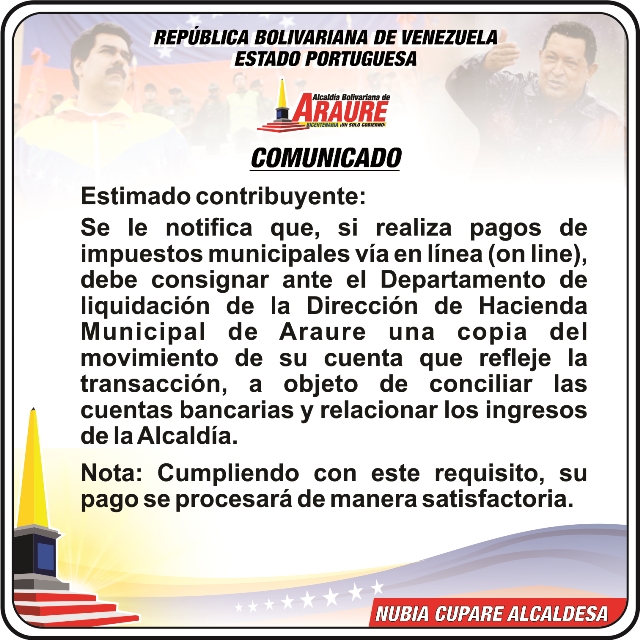 REPÚBLICA BOLIVARIANA DE VENEZUELA
ESTADO PORTUGUESA
Alcaldía Bolivariana de
ARAURE
BICENTENARIA ¡UN SOLO GOBIERNO!
COMUNICADO
Estimado contribuyente:
Se le notifica que, si realiza pagos de
impuestos municipales vía en línea (on line),
debe consignar ante el Departamento de
liquidación de la Dirección de Hacienda
Municipal de Araure una copia del
movimiento de su cuenta que refleje la
transacción, a objeto de conciliar las
cuentas bancarias y relacionar los ingresos
de la Alcaldía.
Nota: Cumpliendo con este requisito, su
pago se procesará de manera satisfactoria.
NUBIA CUPARE ALCALDESA